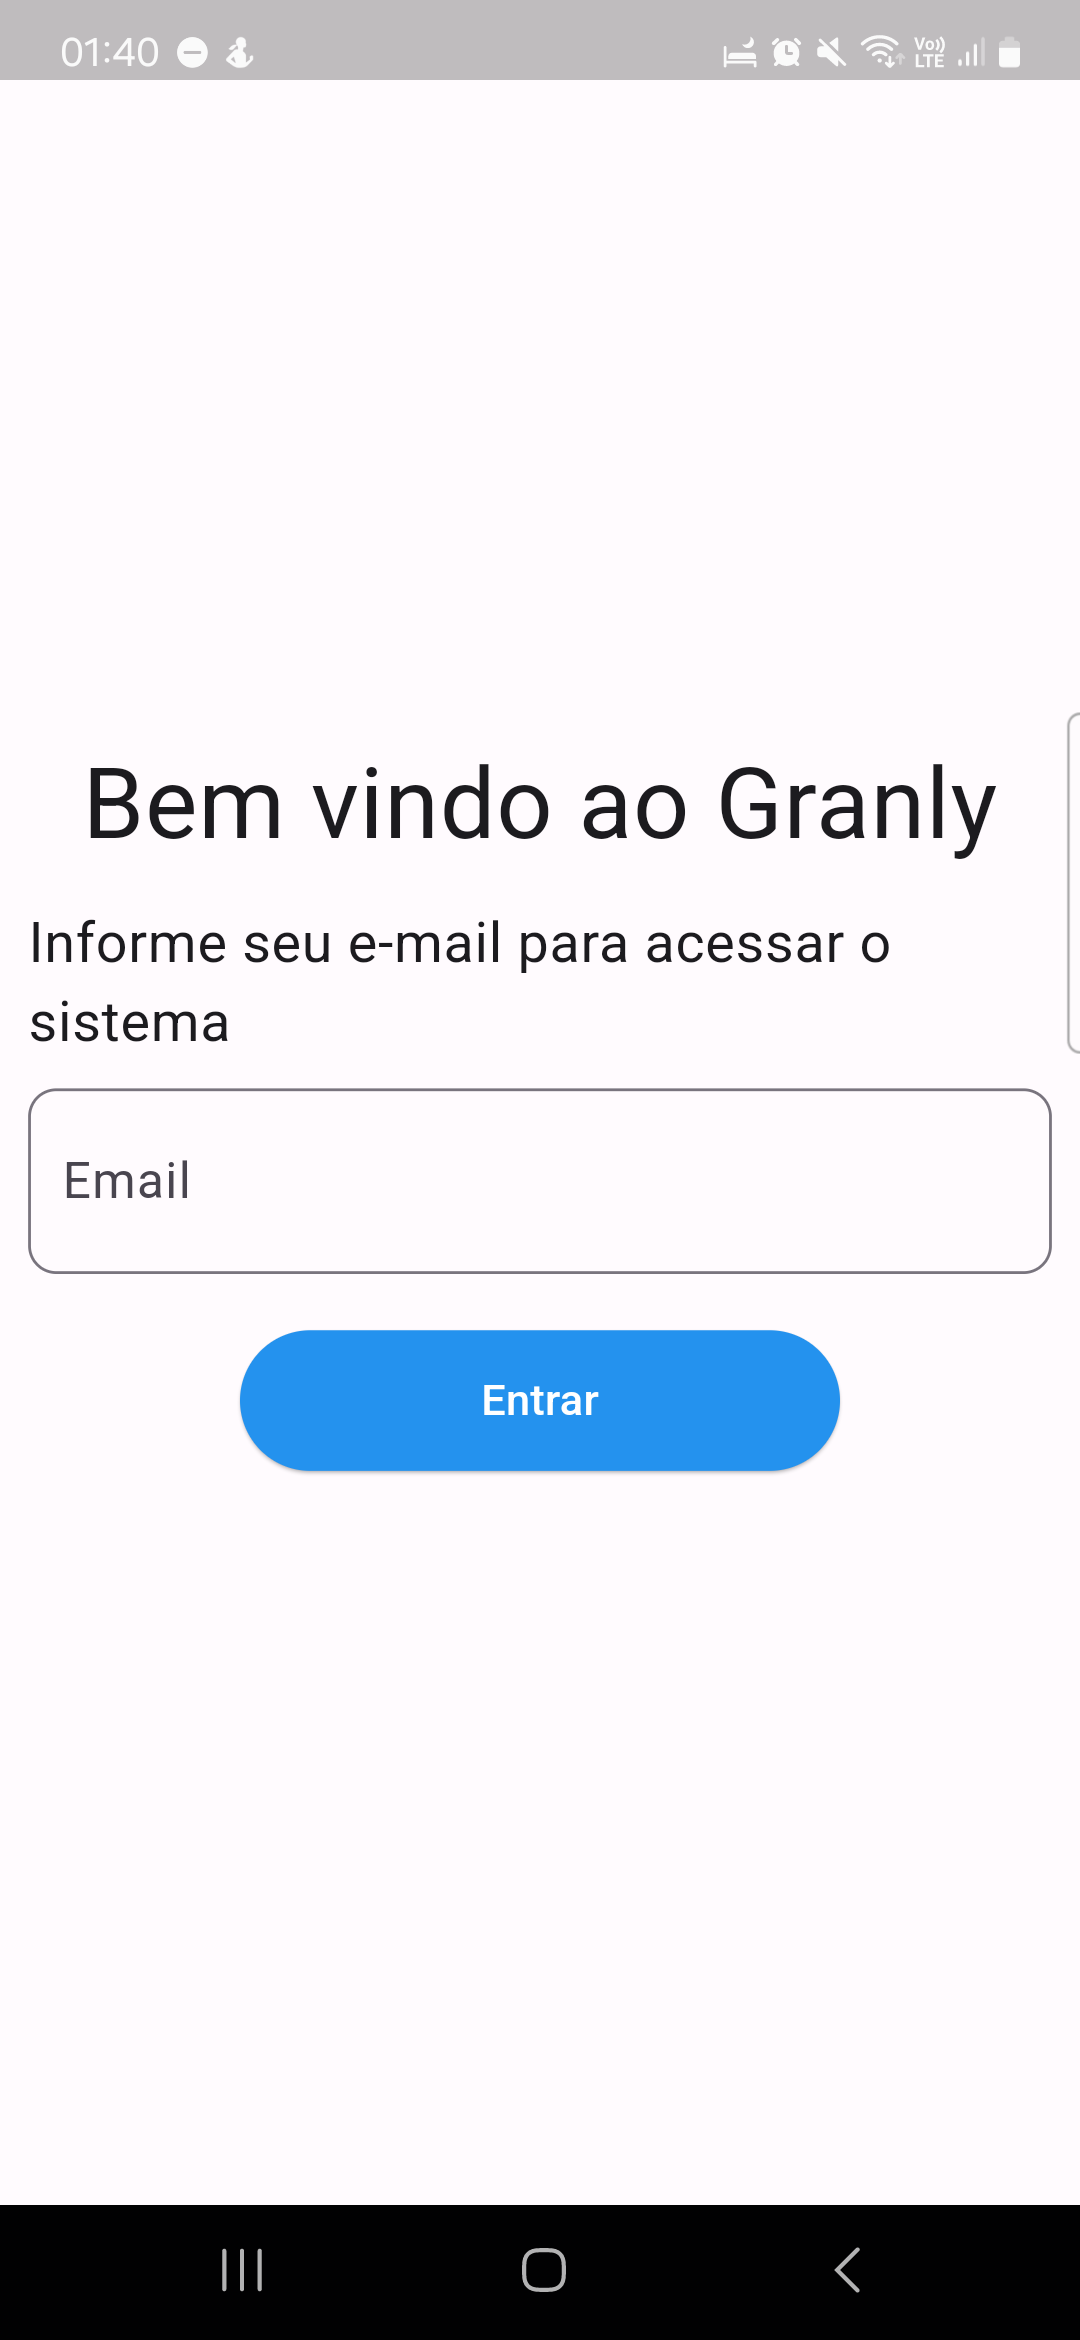 01:40
Vo)) LTE
Bem vindo ao Granly
Informe seu e-mail para acessar o
sistema
Email
Entrar